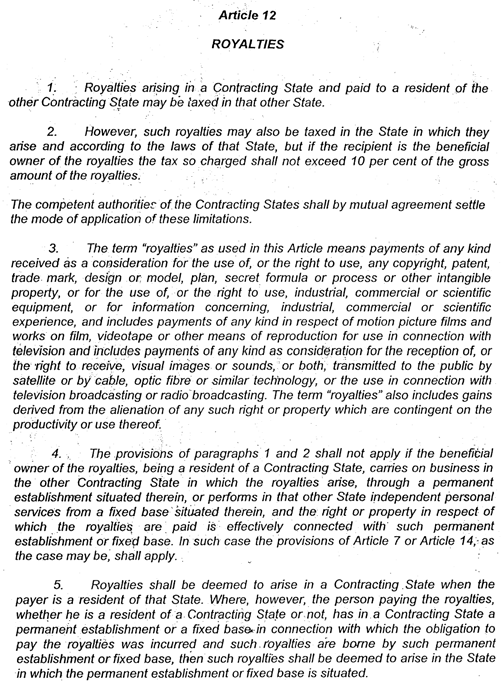 Article 12
ROYALTIES
1. Royalties arising in a Contracting State and paid to a resident of the
other Contracting State may be taxed in that other State.
2. However, such royalties may also be taxed in the State in which they
arise and according to the laws of that State, but if the recipient is the beneficial
owner of the royalties the tax so charged shall not exceed 10 per cent of the gross
amount of the royalties.
The competent authorities of the Contracting States shall by mutual agreement settle
the mode of application of these limitations.
3. The term "royalties" as used in this Article means payments of any kind
received as a consideration for the use of, or the right to use, any copyright, patent,
trade mark, design or model, plan, secret formula or process or other intangible
property, or for the use of, or the right to use, industrial, commercial or scientific
equipment, or for information concerning, industrial, commercial or scientific
experience, and includes payments of any kind in respect of motion picture films and
works on film, videotape or other means of reproduction for use in connection with
television and includes payments of any kind as consideration for the reception of, or
the right to receive, visual images or sounds, or both, transmitted to the public by
satellite or by cable, optic fibre or similar technology, or the use in connection with
television broadcasting or radio broadcasting. The term "royalties" also includes gains
derived from the alienation of any such right or property which are contingent on the
productivity or use thereof.
4. The provisions of paragraphs 1 and 2 shall not apply if the beneficial
owner of the royalties, being a resident of a Contracting State, carries on business in
the other Contracting State in which the royalties arise, through a permanent
establishment situated therein, or performs in that other State independent personal
services from a fixed base situated therein, and the right or property in respect of
which the royalties are paid is effectively connected with such permanent
establishment or fixed base. In such case the provisions of Article 7 or Article 14, as
the case may be, shall apply.
5. Royalties shall be deemed to arise in a Contracting State when the
payer is a resident of that State. Where, however, the person paying the royalties,
whether he is a resident of a Contracting State or not, has in a Contracting State a
permanent establishment or a fixed base in connection with which the obligation to
pay the royalties was incurred and such royalties are borne by such permanent
establishment or fixed base, then such royalties shall be deemed to arise in the State
in which the permanent establishment or fixed base is situated.